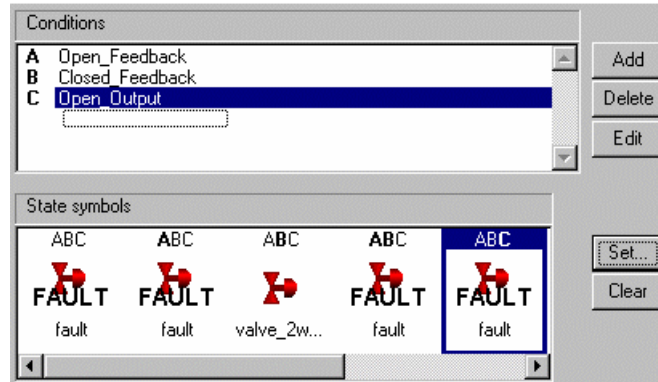 Conditions
A Open_Feedback
B Closed_Feedback
C Open_Output
Add
Delete
Edit
State symbols
ABC ABC ABC ABC ABC
FAULT FAULT FAULT FAULT
fault fault valve_2w... fault fault
Set...
Clear